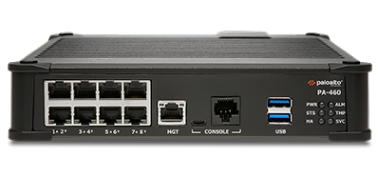 paloalto
PA-460
PWR ALM
STS TMP
HA SVC
1 • 2 3 • 4 5 • 6 7 • 8
MGT
CONSOLE
USB